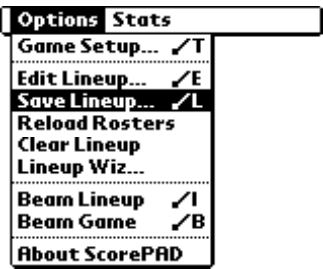 Options Stats
Game Setup... ✓T
Edit Lineup... ✓E
Save Lineup... ✓L
Reload Rosters
Clear Lineup
Lineup Wiz...
Beam Lineup ✓I
Beam Game ✓B
About ScorePAD